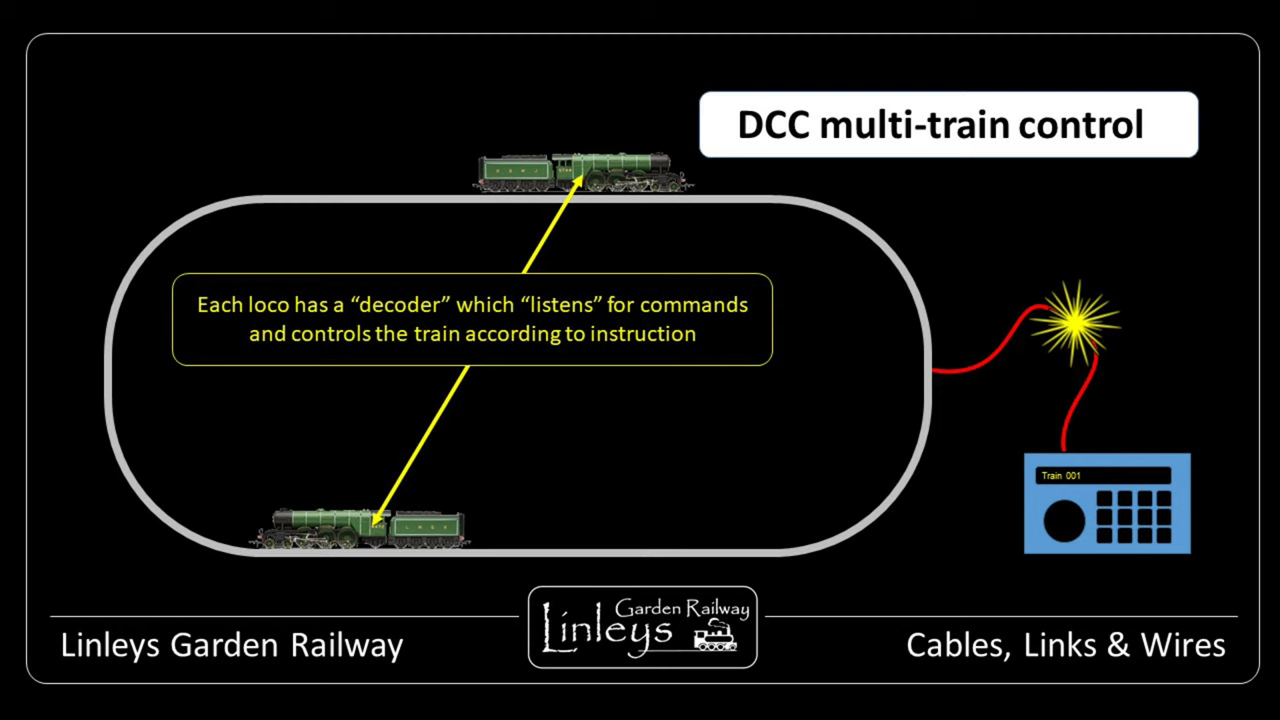 DCC multi-train control
Each loco has a “decoder” which “listens” for commands
and controls the train according to instruction
Train 001
Linleys Garden Railway
Garden Railway
Linleys
Cables, Links & Wires